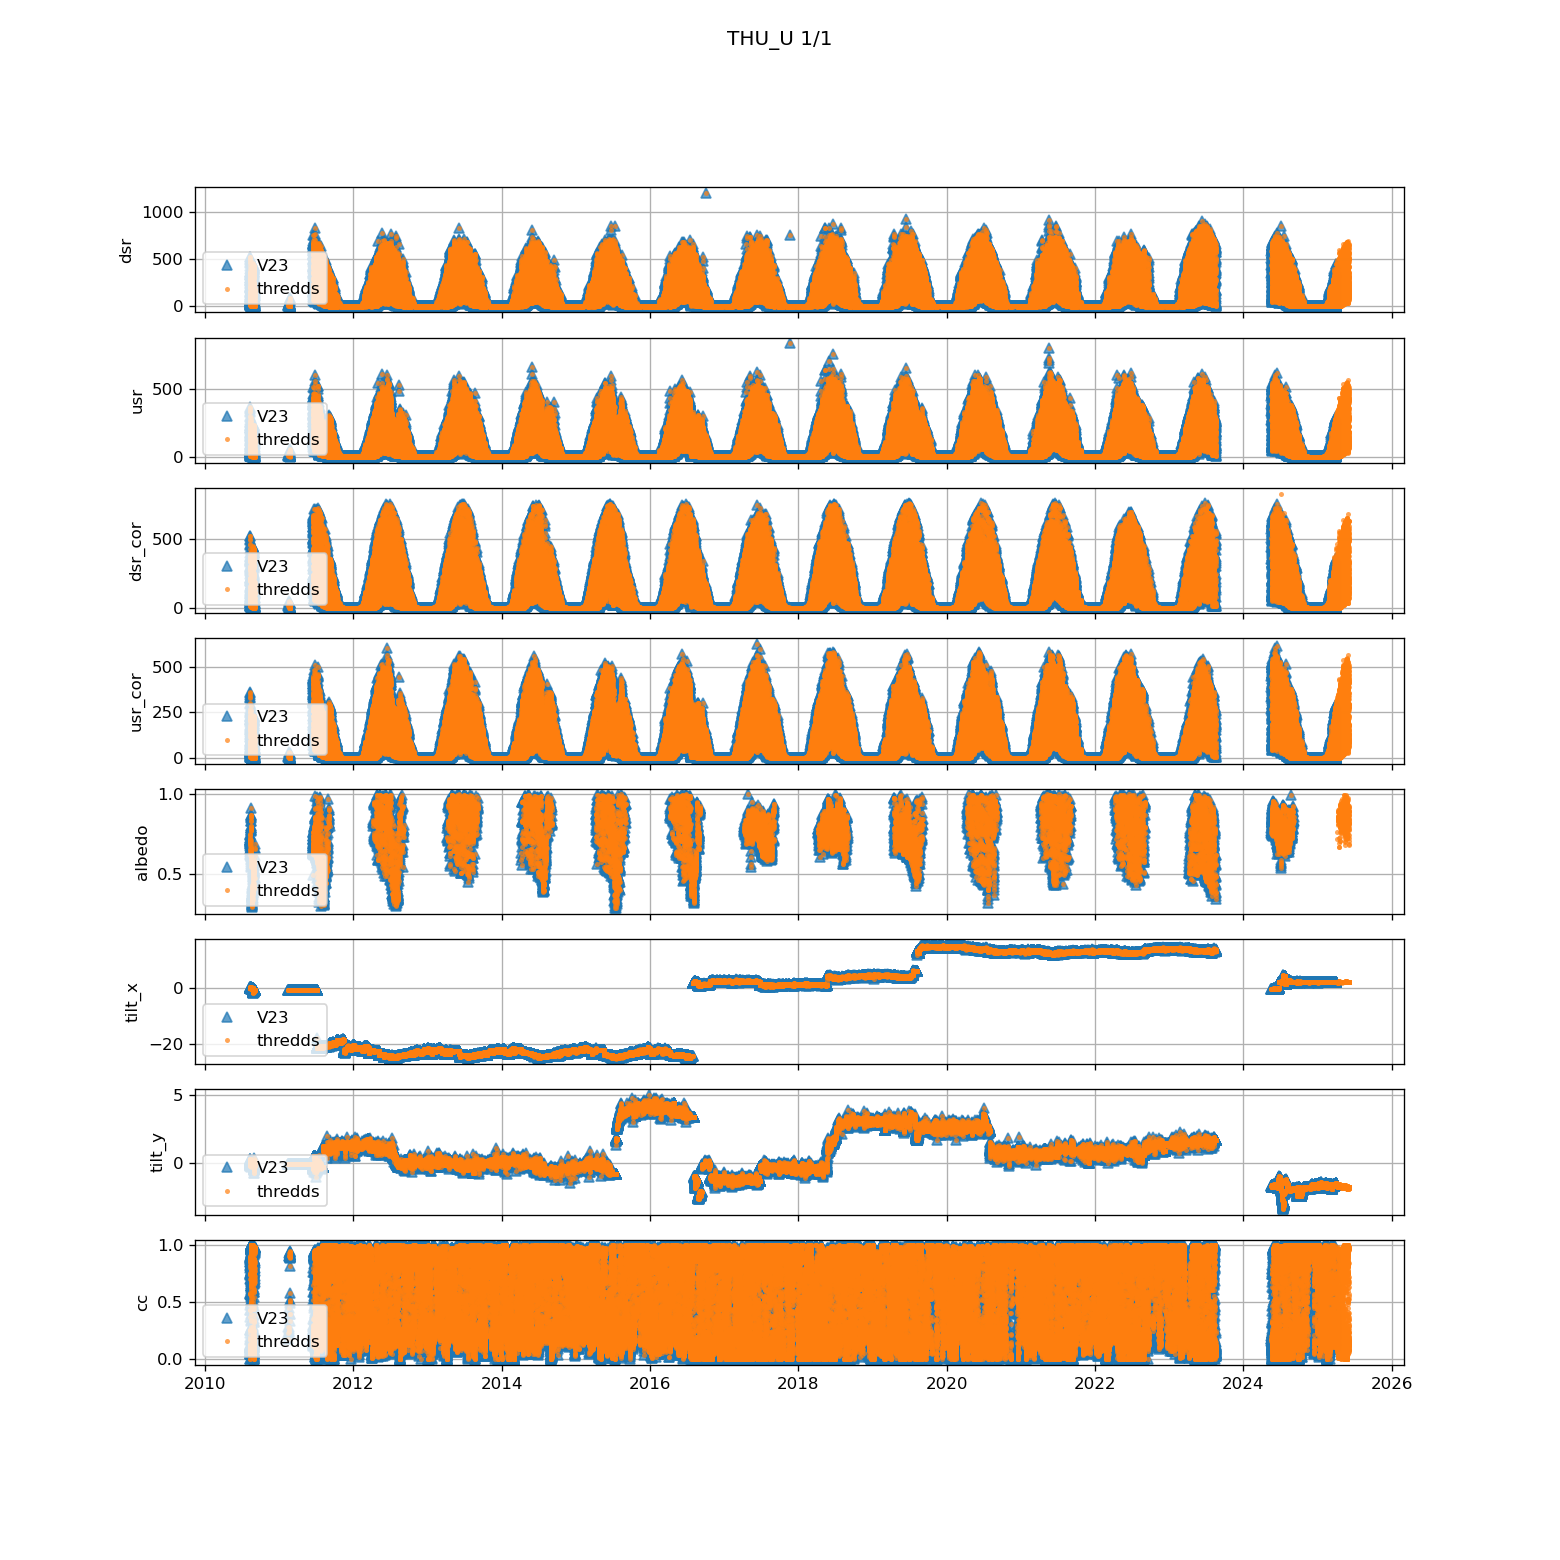 THU_U 1/1
1000
500
0
dsr
V23
thredds
500
0
usr
V23
thredds
500
0
dsr_cor
V23
thredds
500
250
0
usr_cor
V23
thredds
1.0
0.5
albedo
V23
thredds
0
−20
tilt_x
V23
thredds
5
0
tilt_y
V23
thredds
1.0
0.5
0.0
cc
V23
thredds
2010 2012 2014 2016 2018 2020 2022 2024 2026